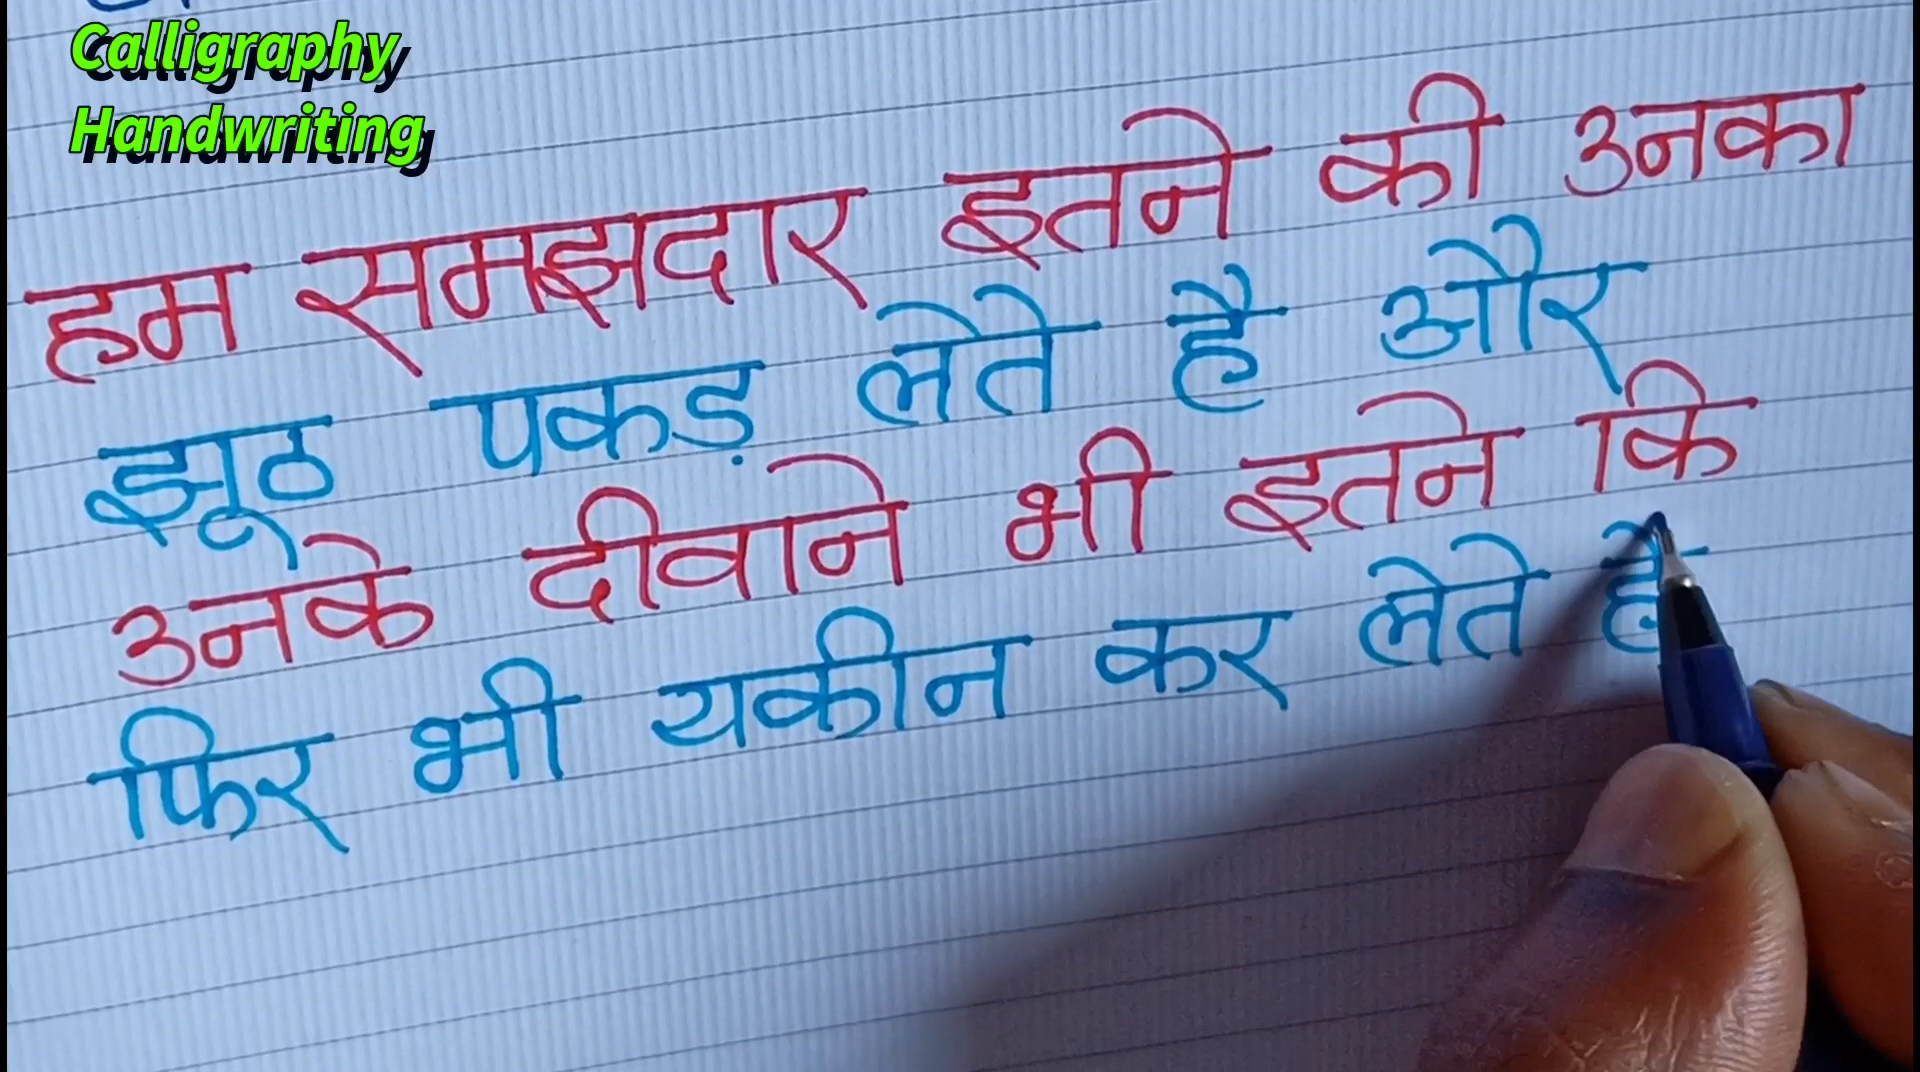 Calligraphy
Handwriting
हम समझदार इतने की उनका
झूठ पकड़ लेते है और
उनके दीवाने भी इतने कि
फिर भी यकीन कर लेते है